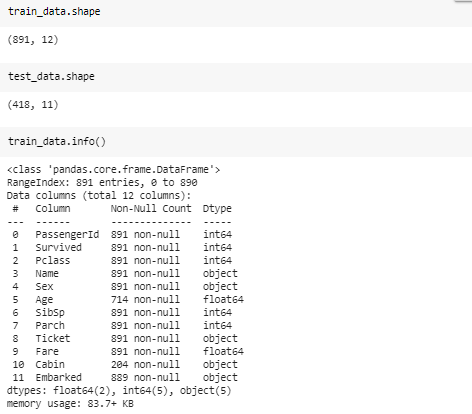 train_data.shape
(891, 12)
test_data.shape
(418, 11)
train_data.info()
<class 'pandas.core.frame.DataFrame'>
RangeIndex: 891 entries, 0 to 890
Data columns (total 12 columns):
 #   Column       Non-Null Count  Dtype
---  ------       --------------  -----
 0   PassengerId  891 non-null    int64
 1   Survived     891 non-null    int64
 2   Pclass       891 non-null    int64
 3   Name         891 non-null    object
 4   Sex          891 non-null    object
 5   Age          714 non-null    float64
 6   SibSp        891 non-null    int64
 7   Parch        891 non-null    int64
 8   Ticket       891 non-null    object
 9   Fare         891 non-null    float64
 10  Cabin        204 non-null    object
 11  Embarked     889 non-null    object
dtypes: float64(2), int64(5), object(5)
memory usage: 83.7+ KB